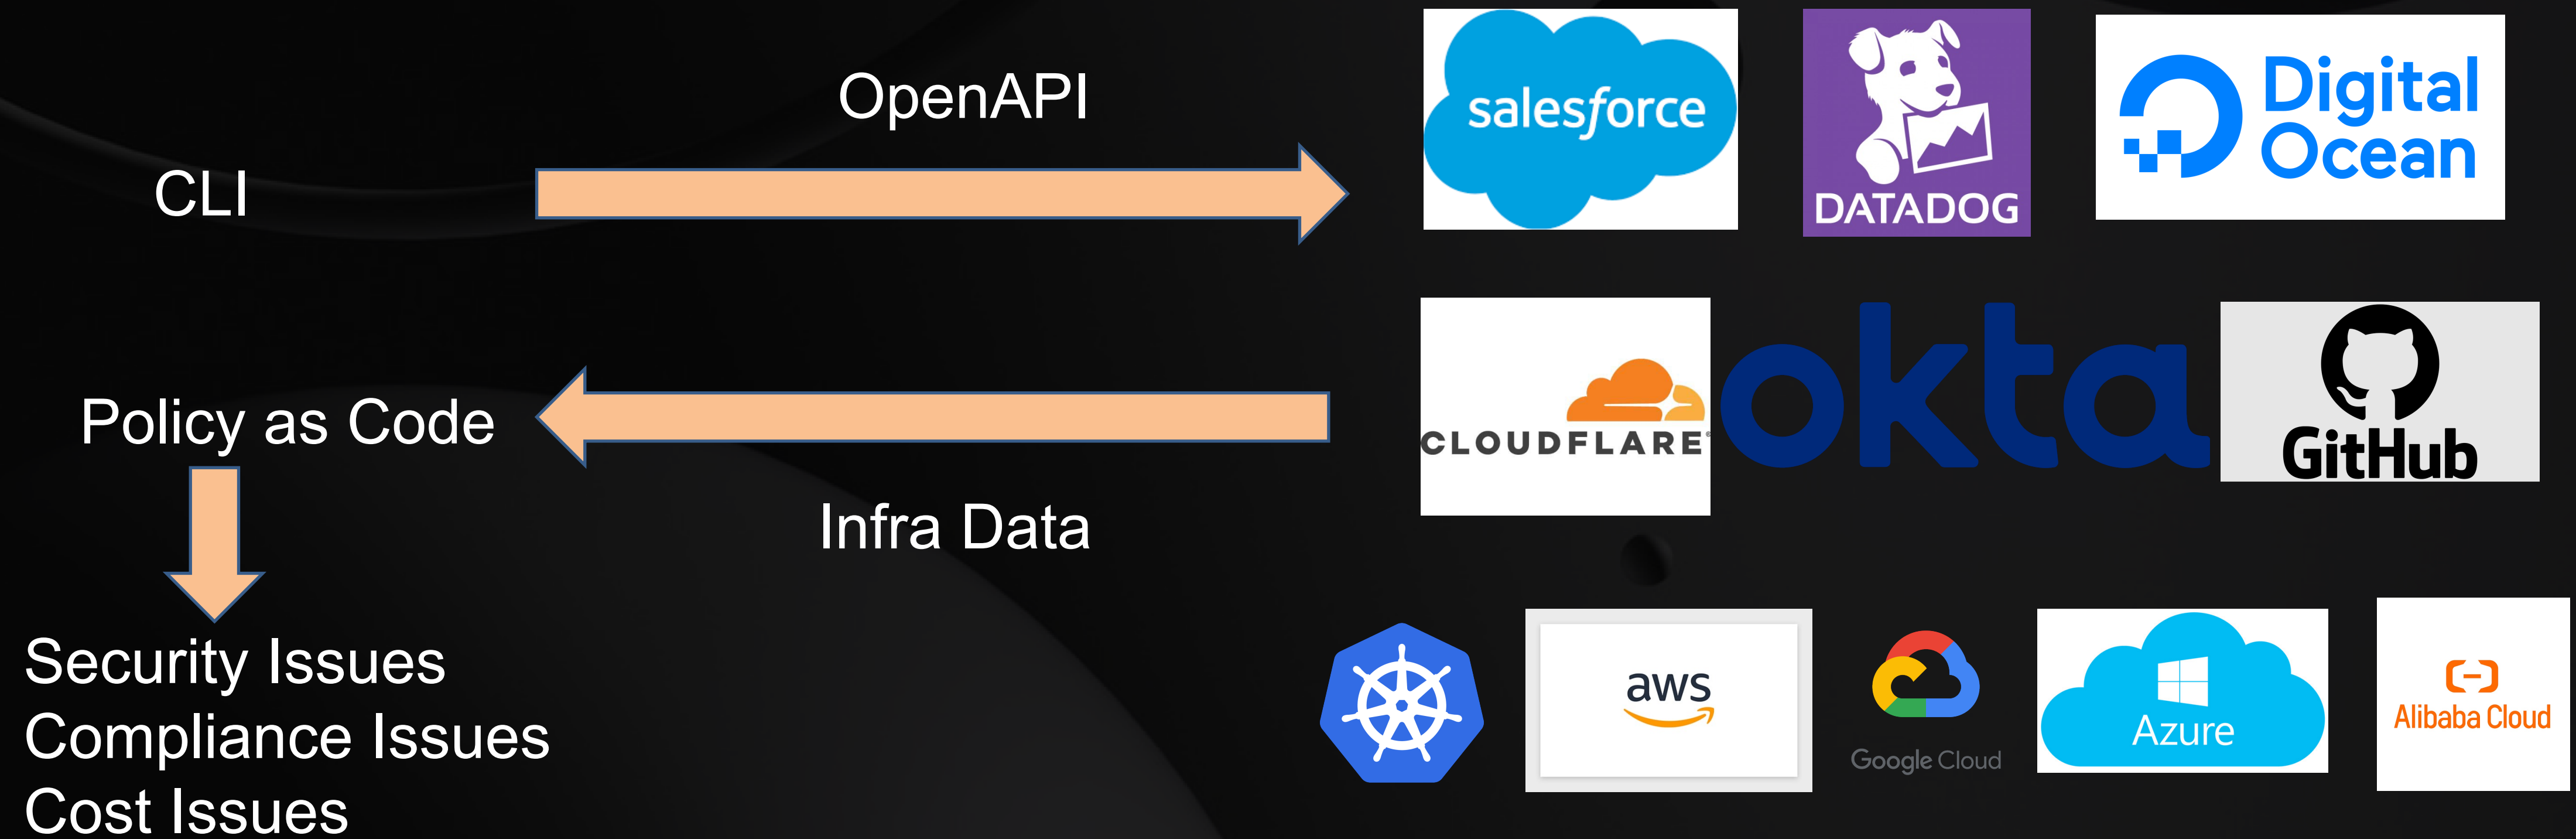 OpenAPI
CLI
salesforce
DATADOG
Digital
Ocean
Policy as Code
Infra Data
CLOUDFLARE®
okta
GitHub
Security Issues
Compliance Issues
Cost Issues
aws
Google Cloud
Azure
Alibaba Cloud